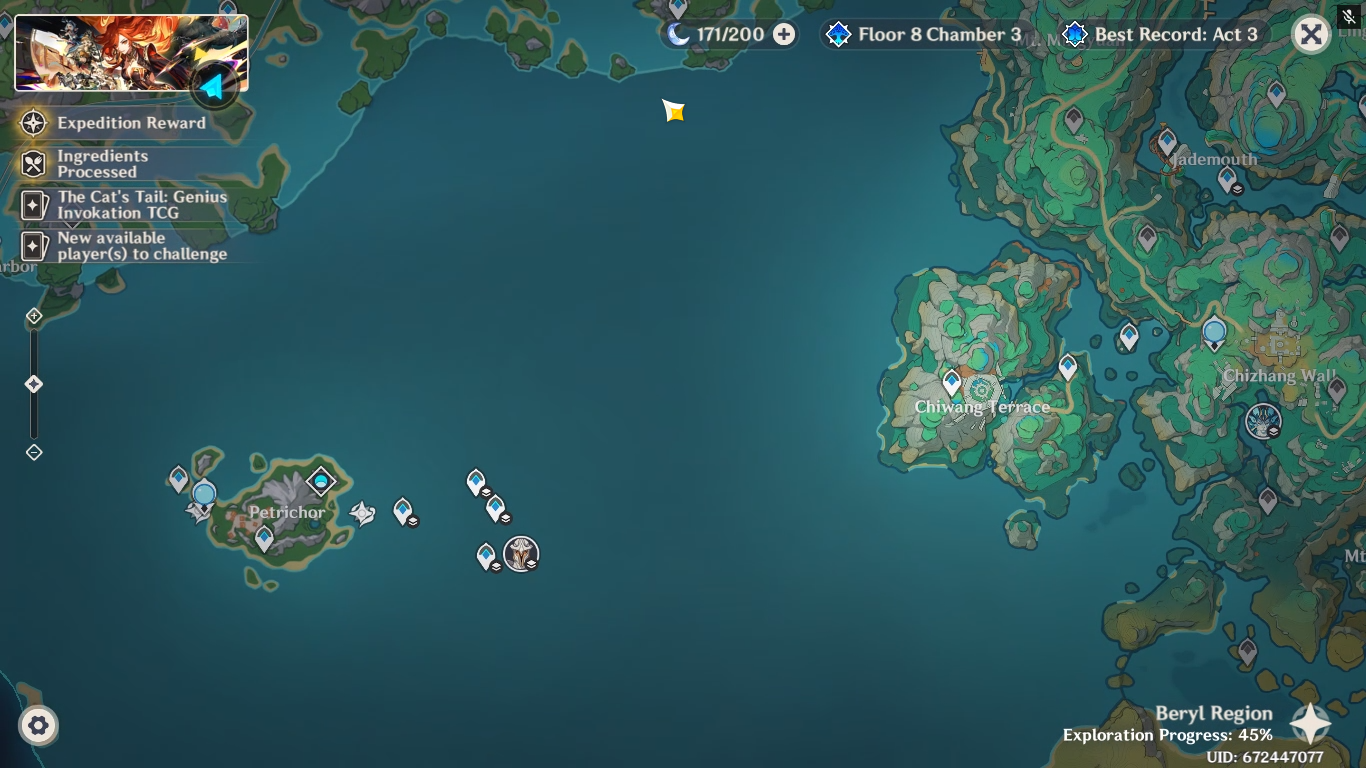 171/200
Floor 8 Chamber 3
Best Record: Act 3
Expedition Reward
Ingredients
Processed
The Cat's Tail: Genius
Invokation TCG
New available
player(s) to challenge
Jademouth
Chizhang Wall
Chiwang Terrace
Petrichor
Mt
Beryl Region
Exploration Progress: 45%
UID: 672447077